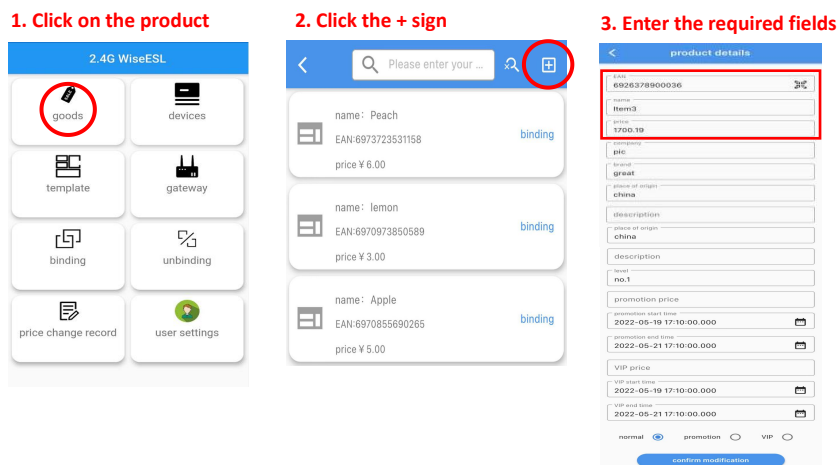 1. Click on the product
2. Click the + sign
3. Enter the required fields
2.4G WiseESL
goods
devices
template
gateway
binding
unbinding
price change record
user settings
Please enter your ...
name: Peach
EAN:6973723531158
binding
price ¥ 6.00
name: lemon
EAN:6970973850589
binding
price ¥ 3.00
name: Apple
EAN:6970855690265
binding
price ¥ 5.00
product details
EAN
6926378900036
name
Item3
price
1700.19
company
pic
brand
great
place of origin
china
description
place of origin
china
description
level
no.1
promotion price
promotion start time
2022-05-19 17:10:00.000
promotion end time
2022-05-21 17:10:00.000
VIP price
VIP start time
2022-05-19 17:10:00.000
VIP end time
2022-05-21 17:10:00.000
normal promotion VIP
confirm modification